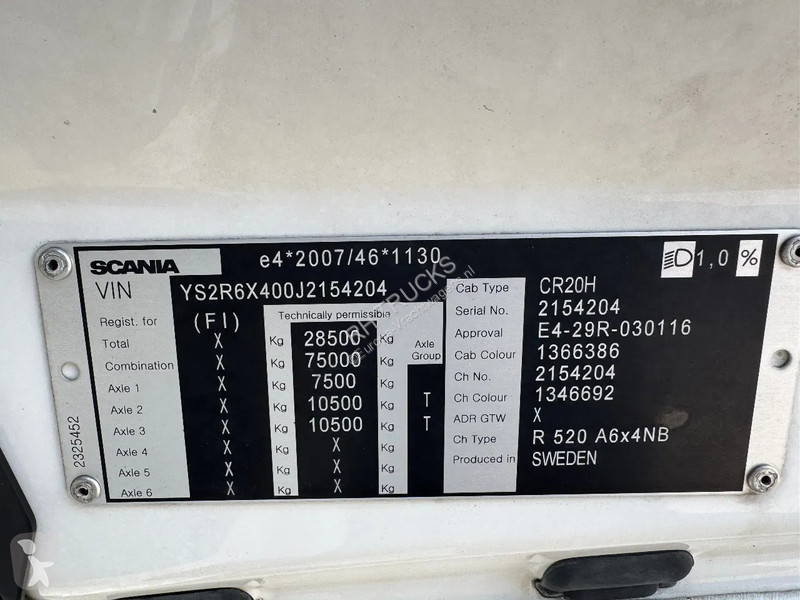 SCANIA e4*2007/46*1130 1,0 %
VIN YS2R6X400J2154204
Regist. for (FI) Technically permissible
Total X Kg 28500 Kg Axle Group
Combination X Kg 75000 Kg
Axle 1 X Kg 7500 Kg
Axle 2 X Kg 10500 Kg T
Axle 3 X Kg 10500 Kg T
Axle 4 X Kg X Kg
Axle 5 X Kg X Kg
Axle 6 X Kg X Kg
Cab Type CR20H
Serial No. 2154204
Approval E4-29R-030116
Cab Colour 1366386
Ch No. 2154204
Ch Colour 1346692
ADR GTW X
Ch Type R 520 A6x4NB
Produced in SWEDEN
2325452
TRUCKS